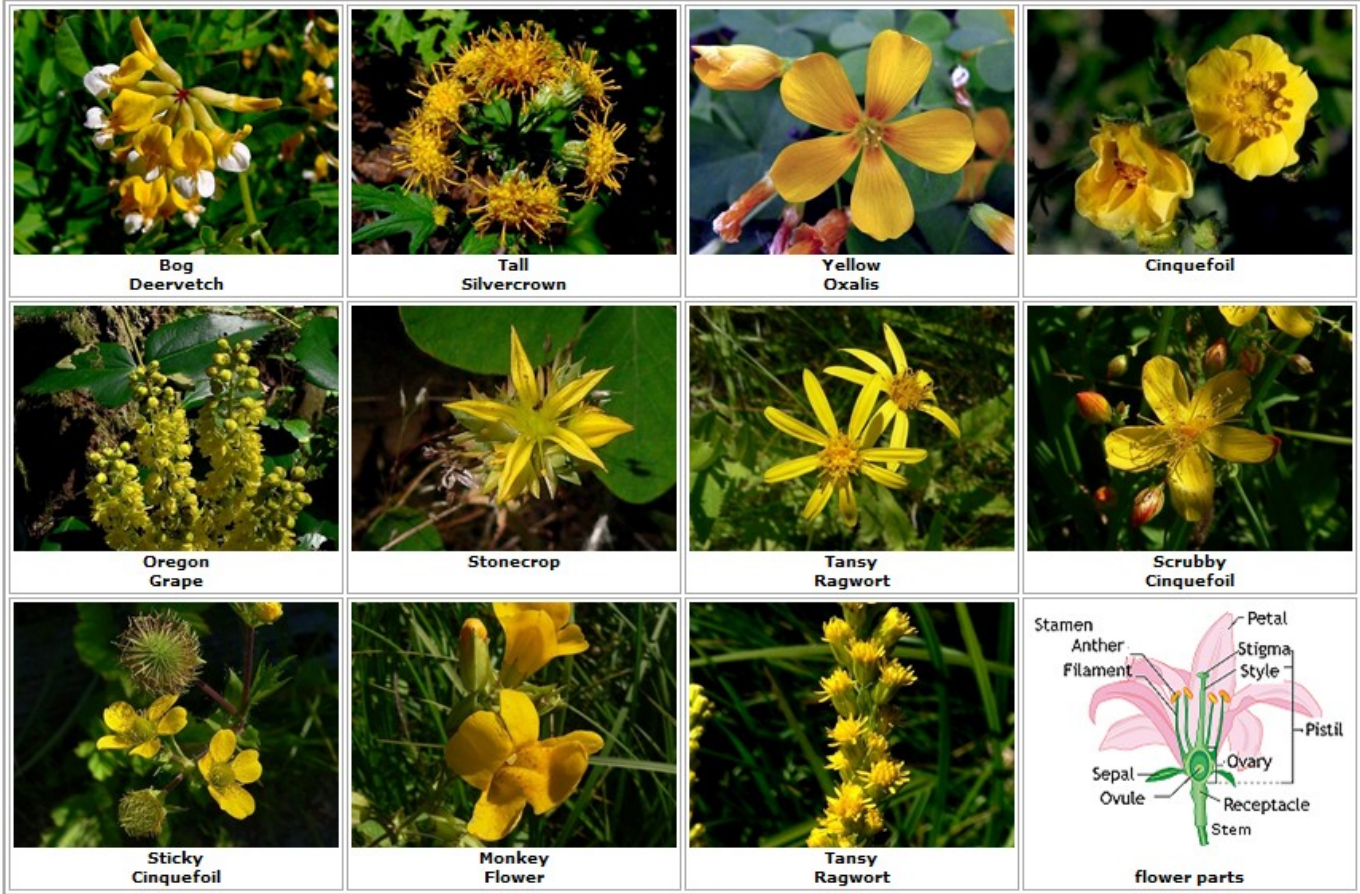 Bog
Deervetch
Tall
Silvercrown
Yellow
Oxalis
Cinquefoil
Oregon
Grape
Stonecrop
Tansy
Ragwort
Scrubby
Cinquefoil
Sticky
Cinquefoil
Monkey
Flower
Tansy
Ragwort
Stamen
Anther
Filament
Petal
Stigma
Style
Pistil
Ovary
Sepal
Ovule
Receptacle
Stem
flower parts